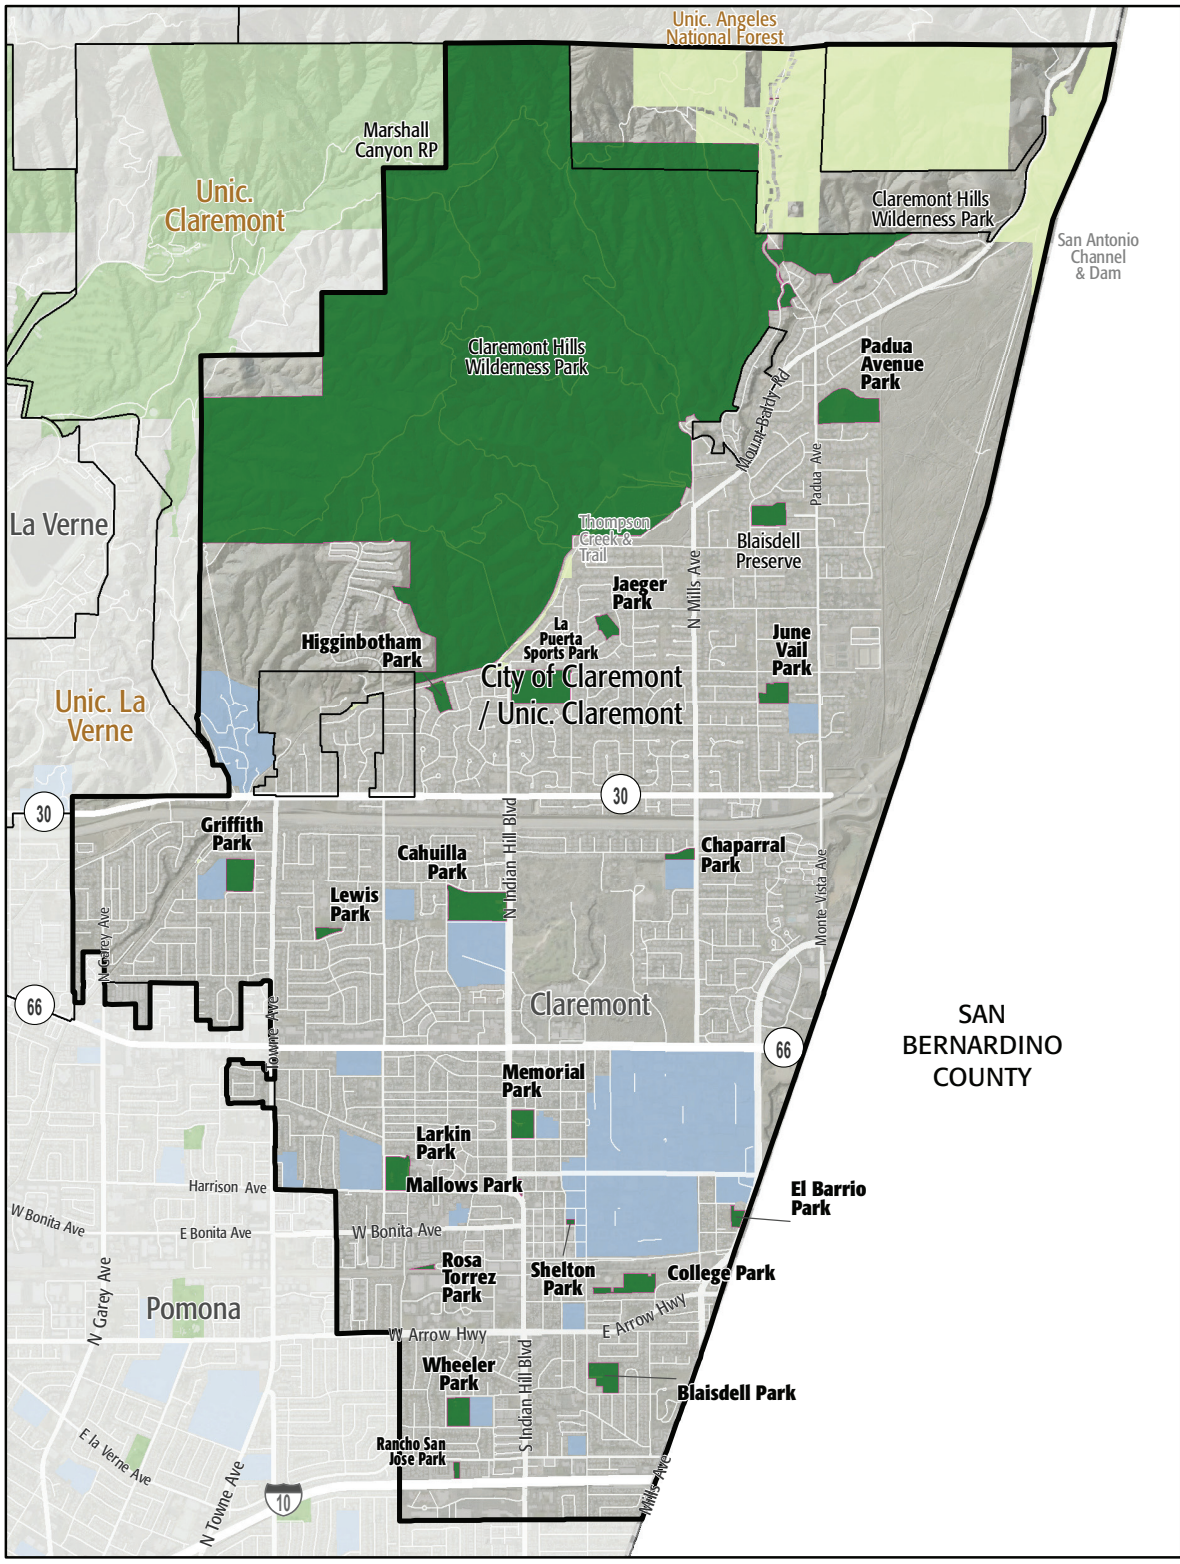 Unic. Angeles
National Forest
Marshall
Canyon RP
Unic.
Claremont
Claremont Hills
Wilderness Park
San Antonio
Channel
& Dam
Claremont Hills
Wilderness Park
Padua
Avenue
Park
Mount Baldy Rd
Padua Ave
La Verne
Thompson
Creek &
Trail
Blaisdell
Preserve
N Mills Ave
Jaeger
Park
La
Puerta
Sports Park
June
Vail
Park
Higginbotham
Park
City of Claremont
/ Unic. Claremont
Unic. La
Verne
30
30
Griffith
Park
Cahuilla
Park
N Indian Hill Blvd
Chaparral
Park
Lewis
Park
Monte Vista Ave
N Garey Ave
66
Claremont
Towne Ave
66
SAN
BERNARDINO
COUNTY
Memorial
Park
Larkin
Park
Mallows Park
Harrison Ave
El Barrio
Park
W Bonita Ave
E Bonita Ave
W Bonita Ave
Rosa
Torrez
Park
Shelton
Park
College Park
N Garey Ave
Pomona
W Arrow Hwy
E Arrow Hwy
S Indian Hill Blvd
Wheeler
Park
Blaisdell Park
E la Verne Ave
Rancho San
Jose Park
N Towne Ave
10
Mills Ave